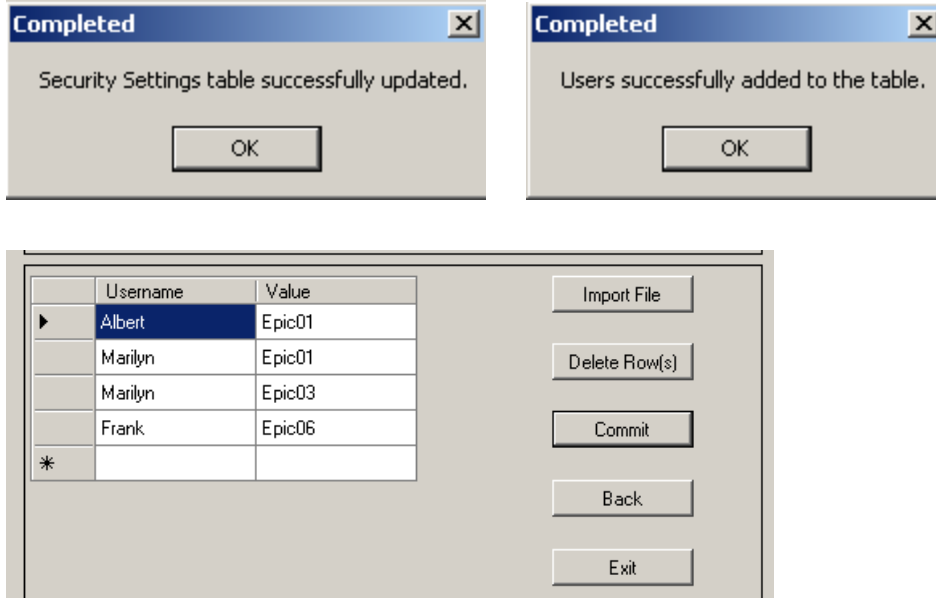 Completed
Security Settings table successfully updated.
OK
Completed
Users successfully added to the table.
OK
Username Value
Albert Epic01
Marilyn Epic01
Marilyn Epic03
Frank Epic06
Import File
Delete Row(s)
Commit
Back
Exit